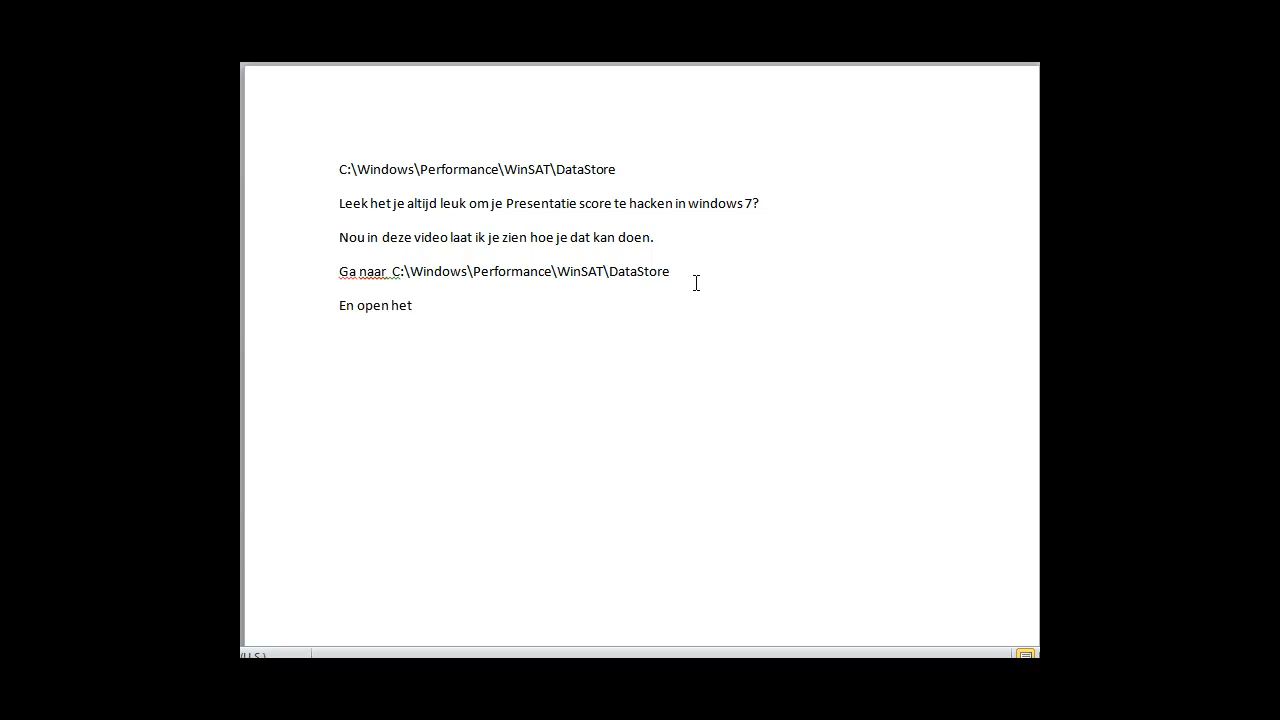 C:\Windows\Performance\WinSAT\DataStore
Leek het je altijd leuk om je Presentatie score te hacken in windows 7?
Nou in deze video laat ik je zien hoe je dat kan doen.
Ga naar C:\Windows\Performance\WinSAT\DataStore
En open het